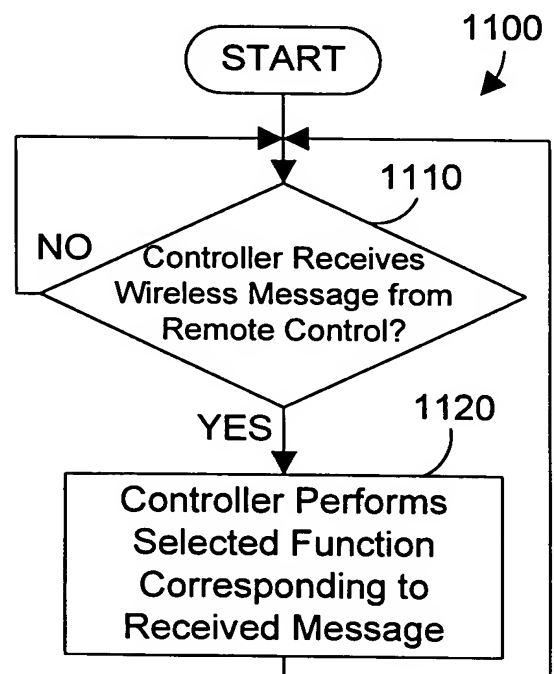 1100
START
1110
NO
Controller Receives
Wireless Message from
Remote Control?
YES
1120
Controller Performs
Selected Function
Corresponding to
Received Message